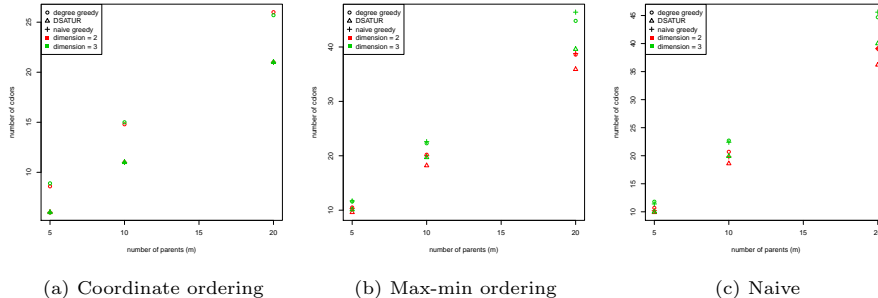 degree greedy
DSATUR
naive greedy
dimension = 2
dimension = 3
number of colors
10
15
20
25
5
10
20
number of parents (m)
(a) Coordinate ordering
degree greedy
DSATUR
naive greedy
dimension = 2
dimension = 3
number of colors
10
20
30
40
5
10
20
number of parents (m)
(b) Max-min ordering
degree greedy
DSATUR
naive greedy
dimension = 2
dimension = 3
number of colors
10
15
20
25
30
35
40
45
5
10
20
number of parents (m)
(c) Naive